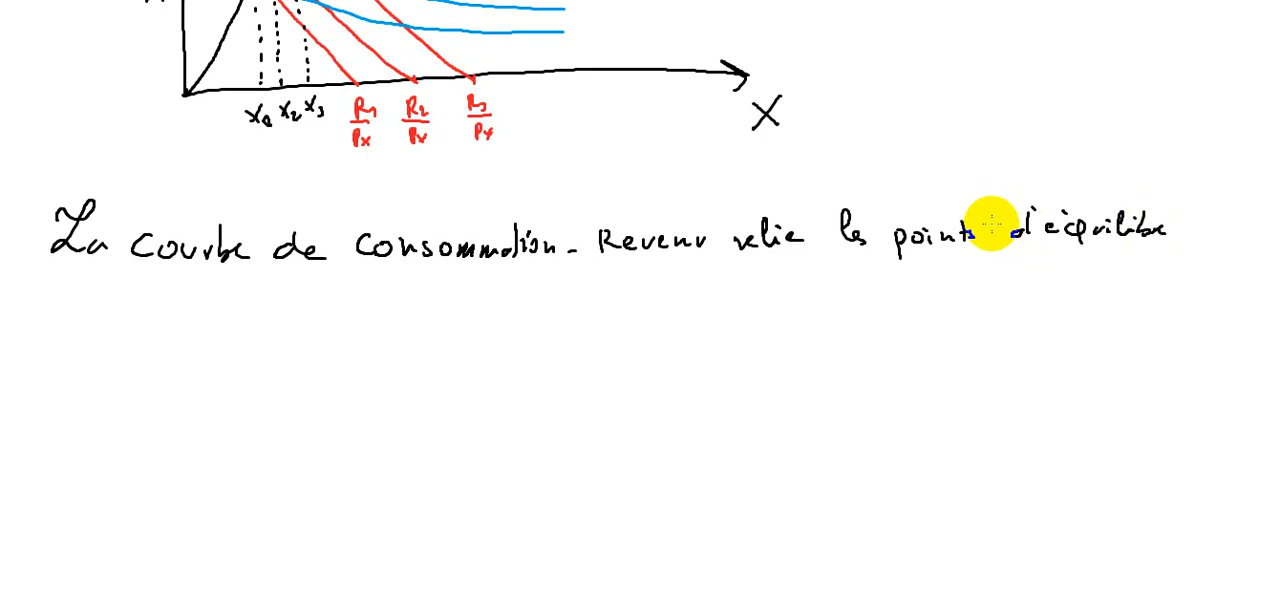 x₁ x₂ x₃ R₁/Px R₂/Px R₃/Px
X
La courbe de consommation - Revenu relie les points d'équilibre